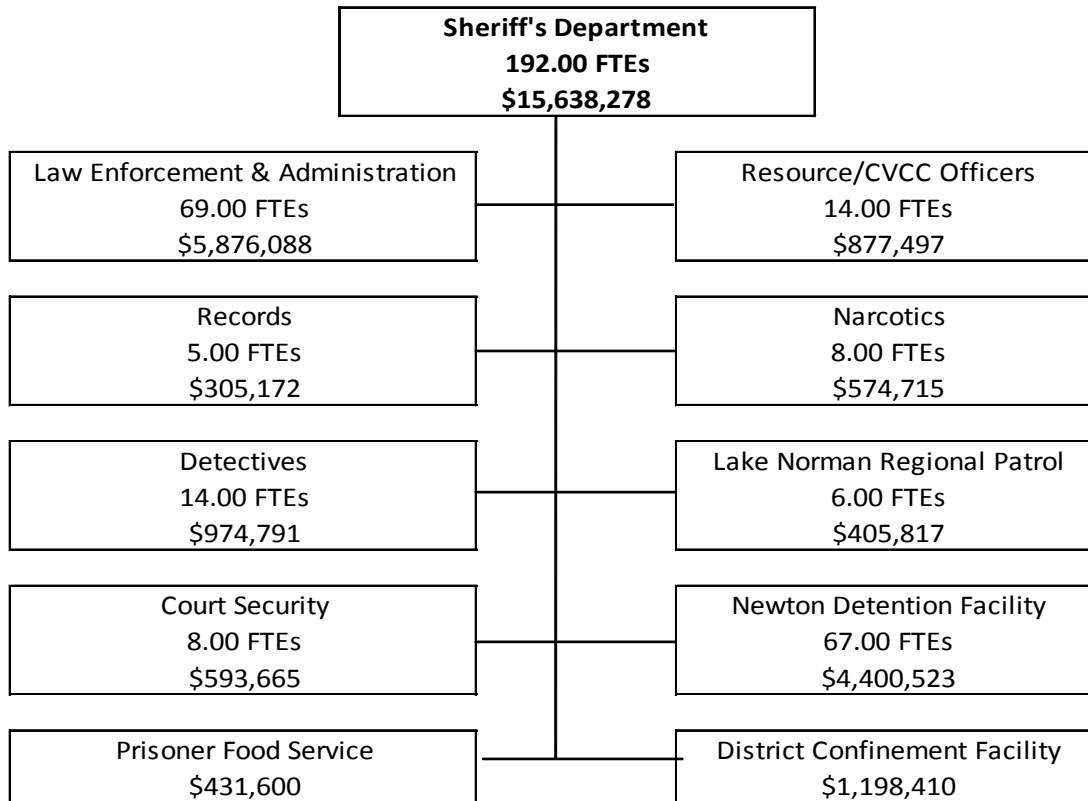 Sheriff's Department
192.00 FTEs
$15,638,278
Law Enforcement & Administration
69.00 FTEs
$5,876,088
Resource/CVCC Officers
14.00 FTEs
$877,497
Records
5.00 FTEs
$305,172
Narcotics
8.00 FTEs
$574,715
Detectives
14.00 FTEs
$974,791
Lake Norman Regional Patrol
6.00 FTEs
$405,817
Court Security
8.00 FTEs
$593,665
Newton Detention Facility
67.00 FTEs
$4,400,523
Prisoner Food Service
$431,600
District Confinement Facility
$1,198,410